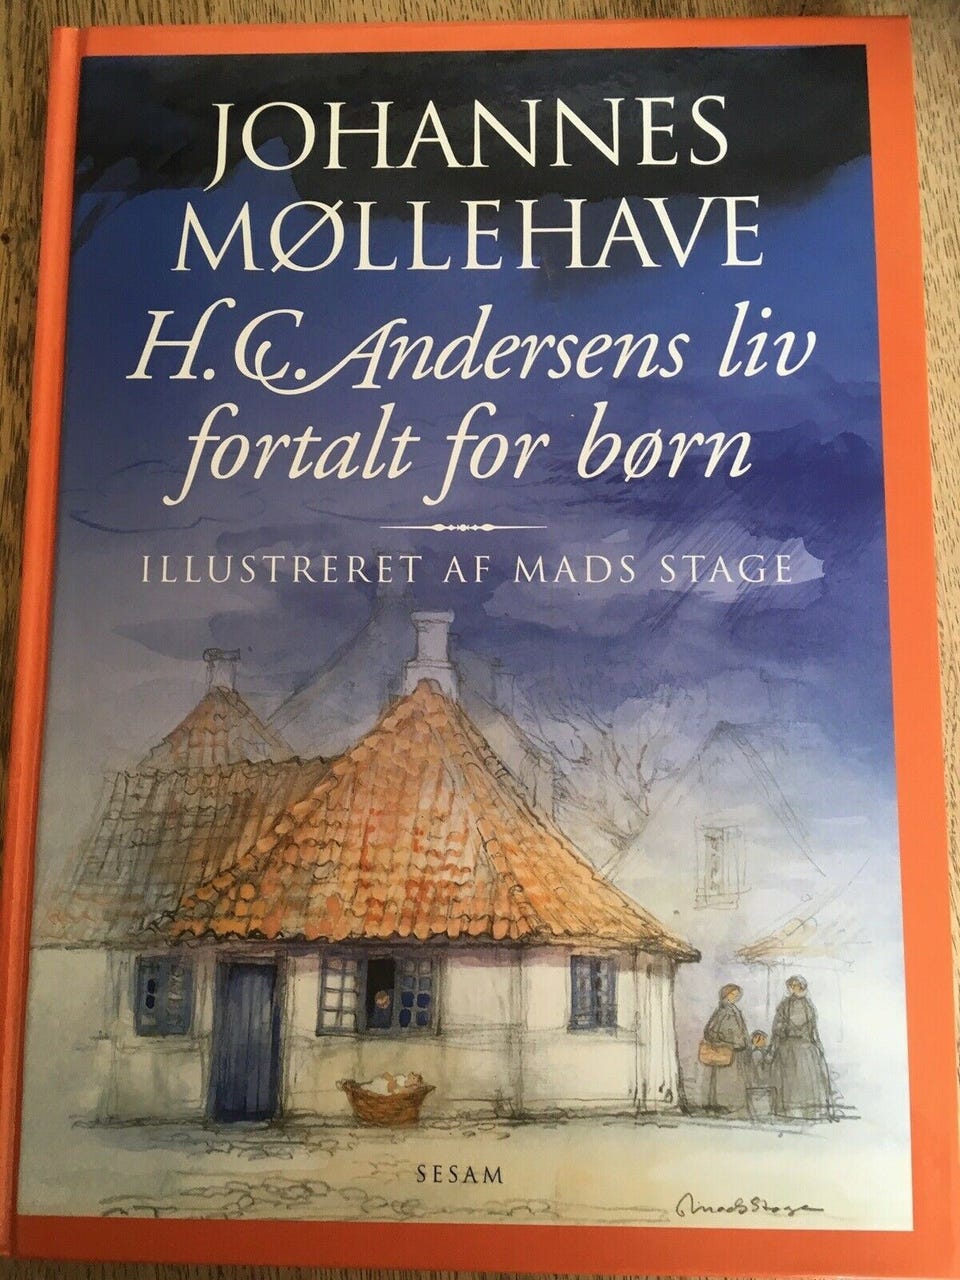 JOHANNES
MØLLEHAVE
H.C. Andersens liv
fortalt for børn
ILLUSTRERET AF MADS STAGE
SESAM
Mads Stage